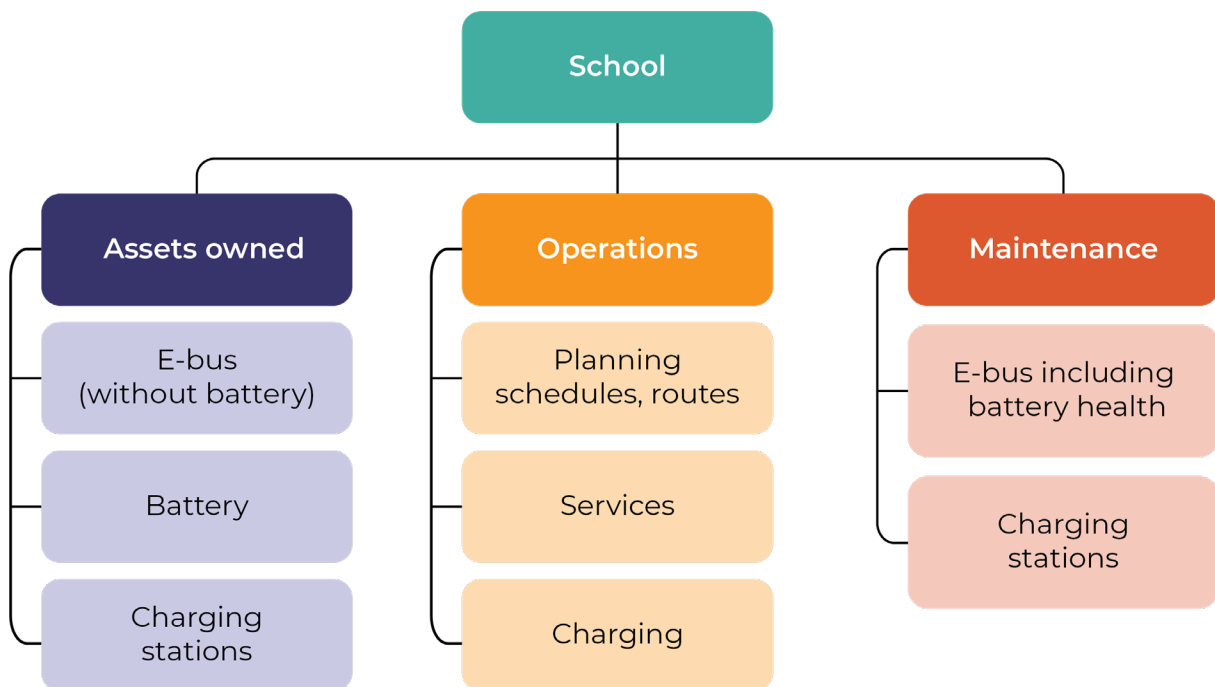 School
Assets owned
E-bus
(without battery)
Battery
Charging
stations
Operations
Planning
schedules, routes
Services
Charging
Maintenance
E-bus including
battery health
Charging
stations